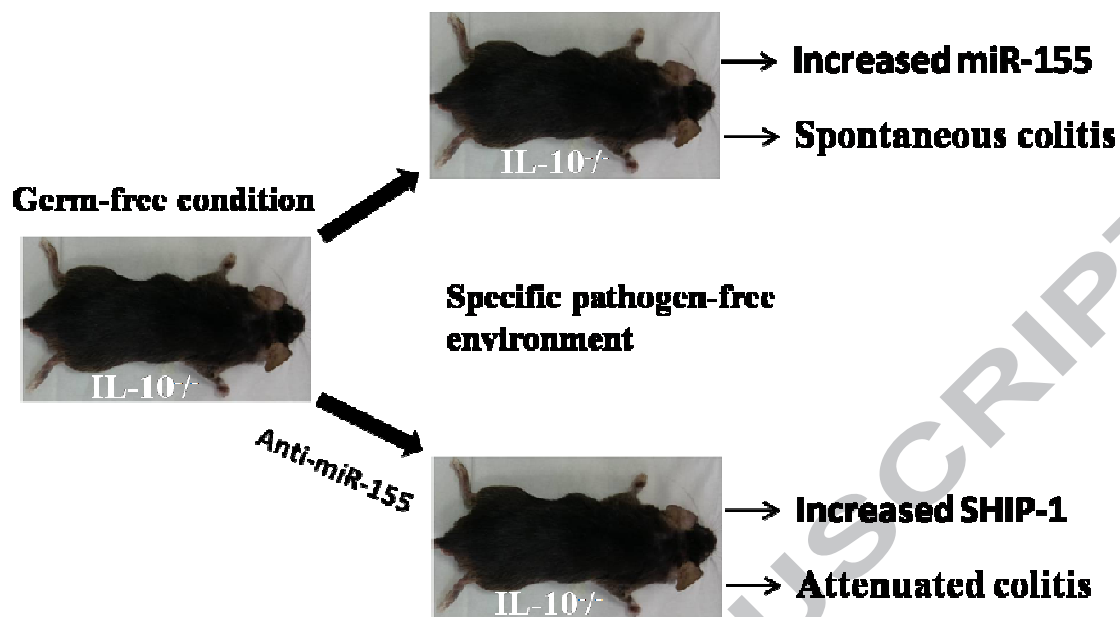 Increased miR-155
Spontaneous colitis
IL-10-/-
Germ-free condition
IL-10-/-
Specific pathogen-free
environment
Anti-miR-155
Increased SHIP-1
Attenuated colitis
IL-10-/-
USCRIPT